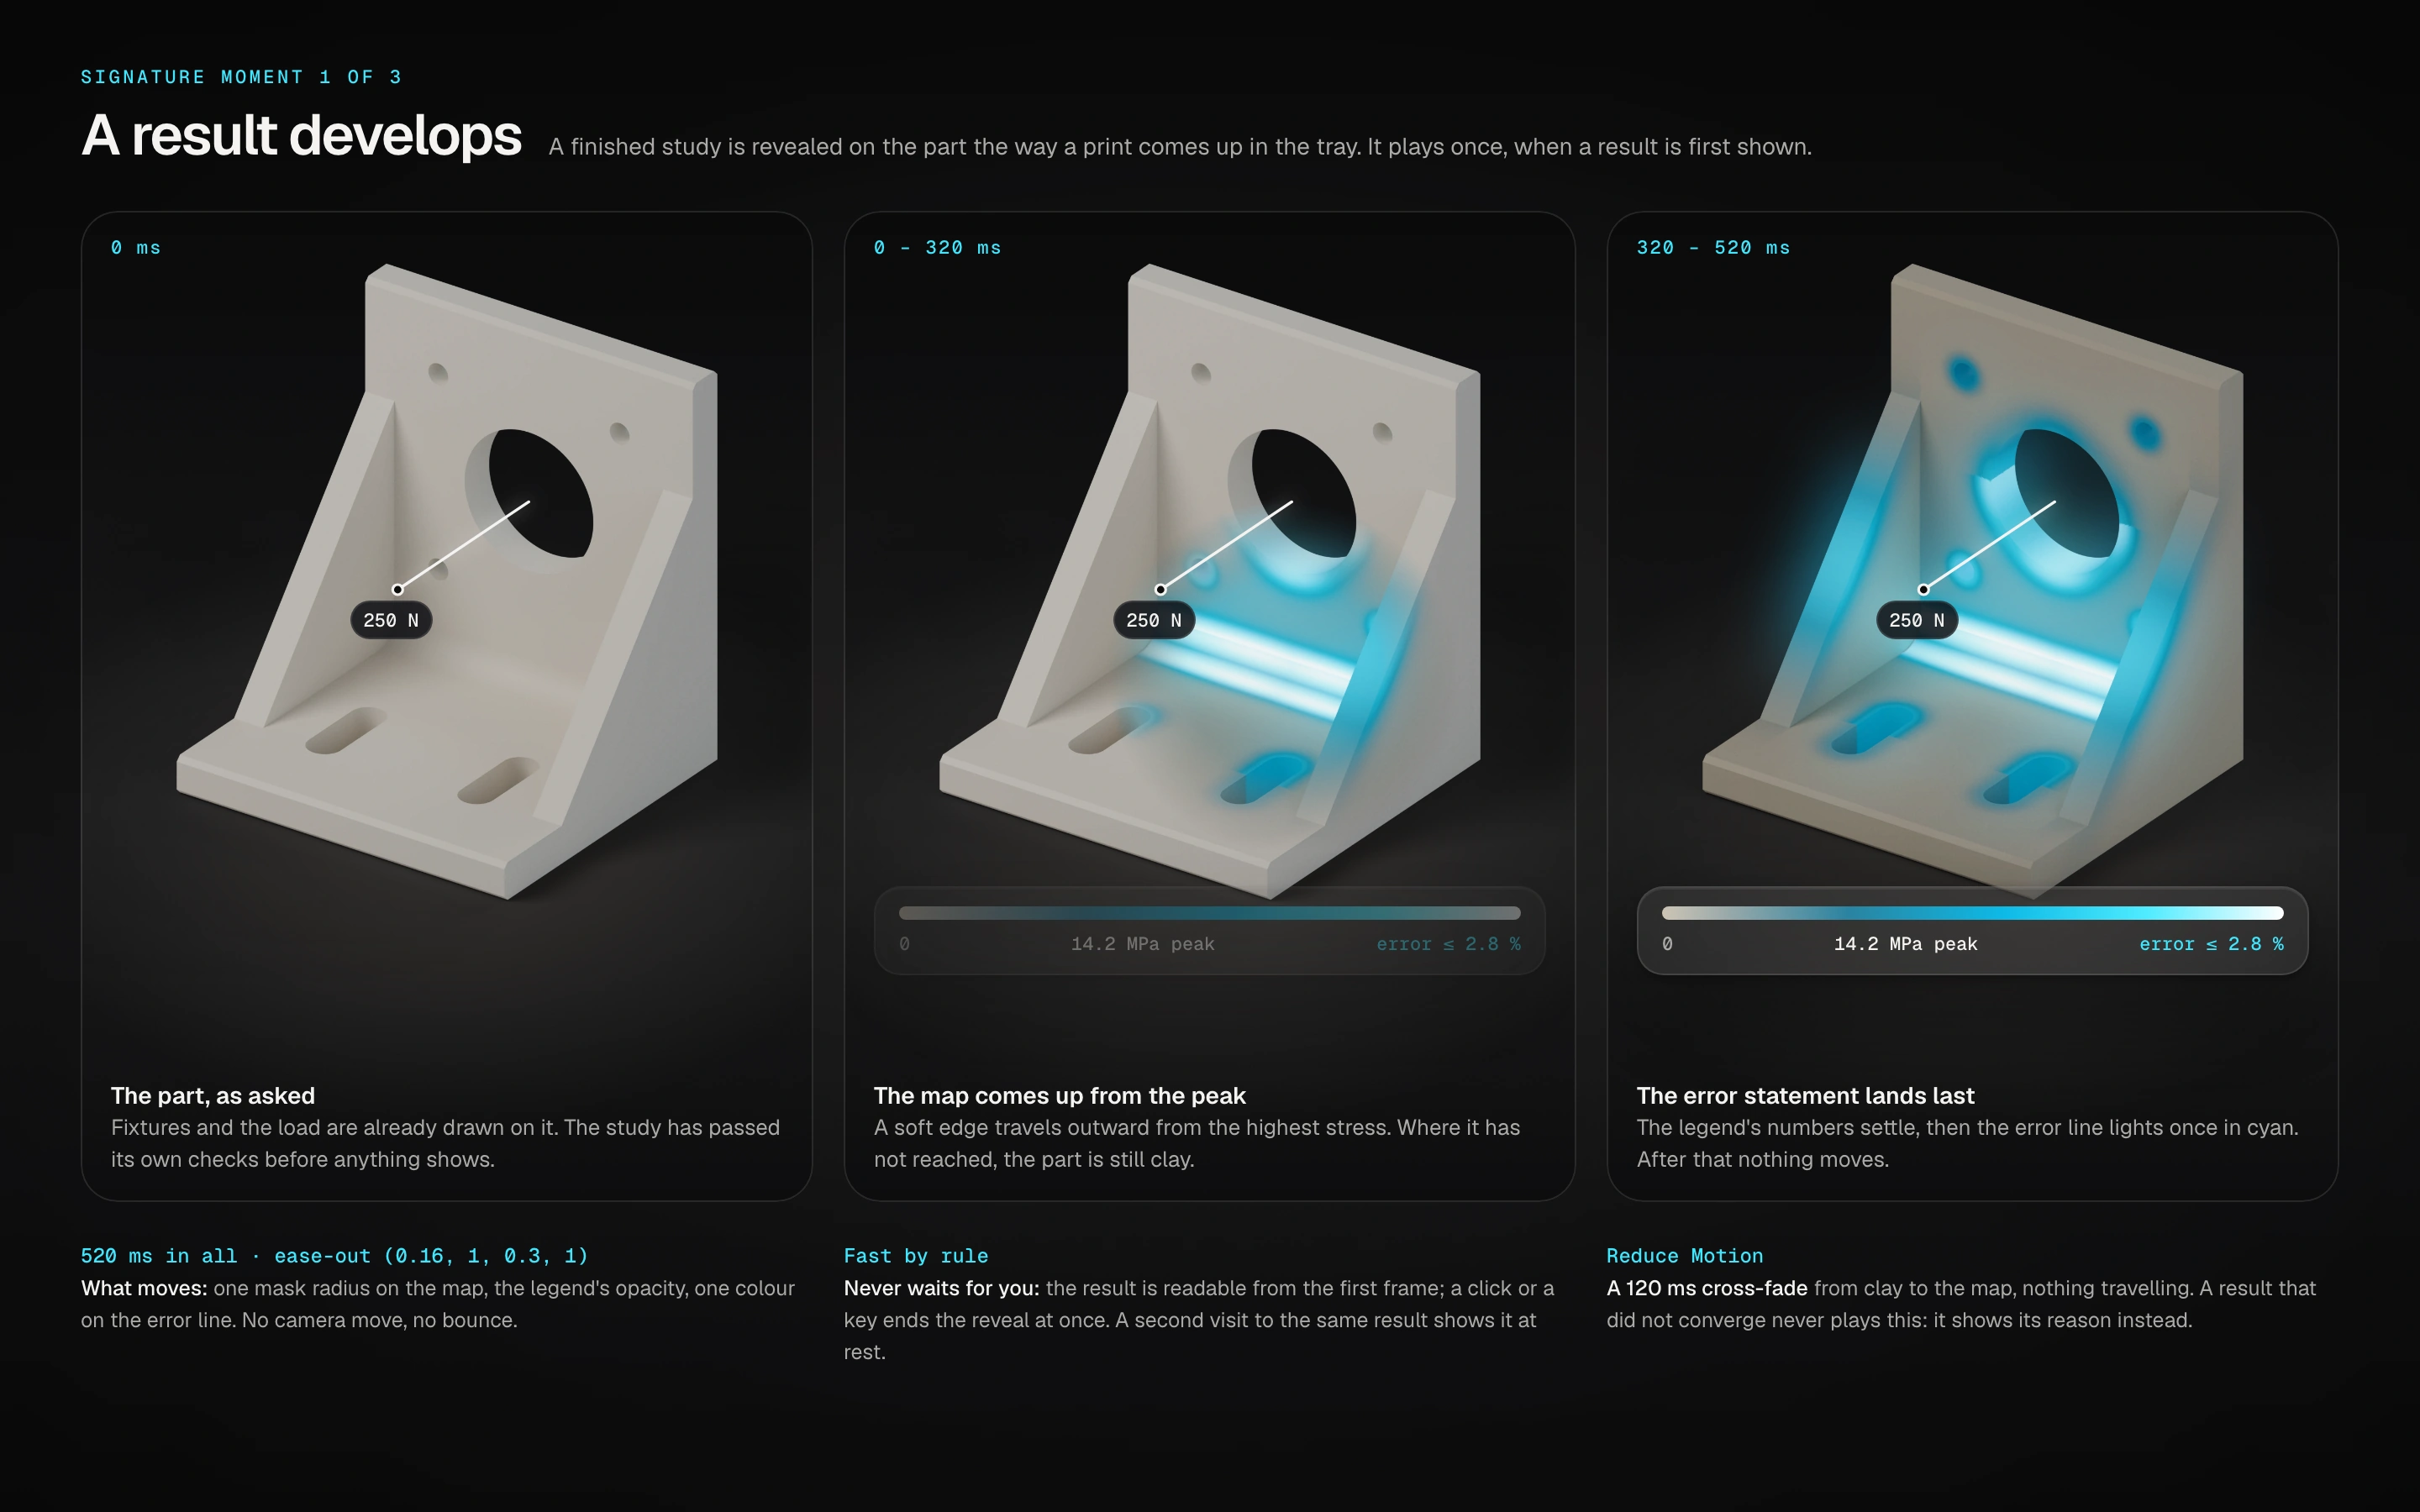 SIGNATURE MOMENT 1 OF 3
A result develops
A finished study is revealed on the part the way a print comes up in the tray. It plays once, when a result is first shown.
0 ms
250 N
The part, as asked
Fixtures and the load are already drawn on it. The study has passed
its own checks before anything shows.
0 – 320 ms
250 N
0 14.2 MPa peak error ≤ 2.8 %
The map comes up from the peak
A soft edge travels outward from the highest stress. Where it has
not reached, the part is still clay.
320 – 520 ms
250 N
0 14.2 MPa peak error ≤ 2.8 %
The error statement lands last
The legend's numbers settle, then the error line lights once in cyan.
After that nothing moves.
520 ms in all · ease-out (0.16, 1, 0.3, 1)
What moves: one mask radius on the map, the legend's opacity, one colour
on the error line. No camera move, no bounce.
Fast by rule
Never waits for you: the result is readable from the first frame; a click or a
key ends the reveal at once. A second visit to the same result shows it at
rest.
Reduce Motion
A 120 ms cross-fade from clay to the map, nothing travelling. A result that
did not converge never plays this: it shows its reason instead.